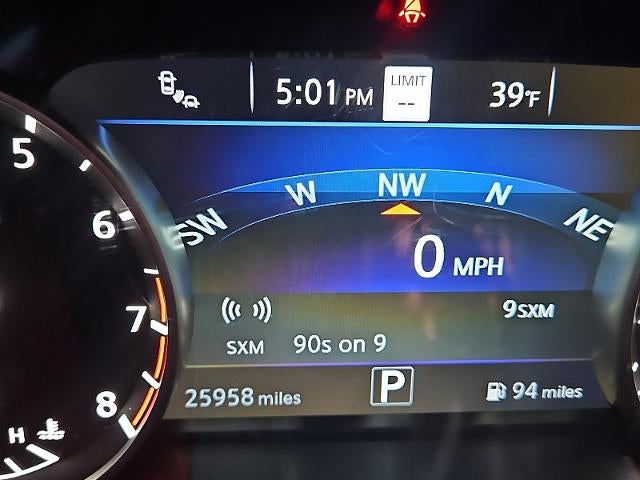 5:01 PM
LIMIT
--
39°F
5
6
7
8
H
SW W NW N NE
0 MPH
9SXM
SXM 90s on 9
25958 miles
P
94 miles